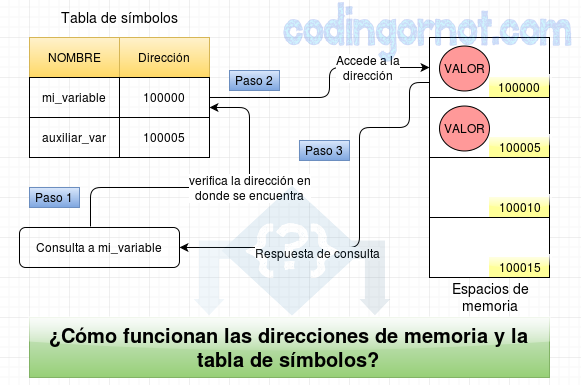 Tabla de símbolos
codingornot.com
NOMBRE Dirección
mi_variable 100000
auxiliar_var 100005
Paso 2
Accede a la
dirección
VALOR
100000
VALOR
100005
100010
100015
Espacios de
memoria
Paso 3
Paso 1
verifica la dirección en
donde se encuentra
Consulta a mi_variable
Respuesta de consulta
¿Cómo funcionan las direcciones de memoria y la
tabla de símbolos?